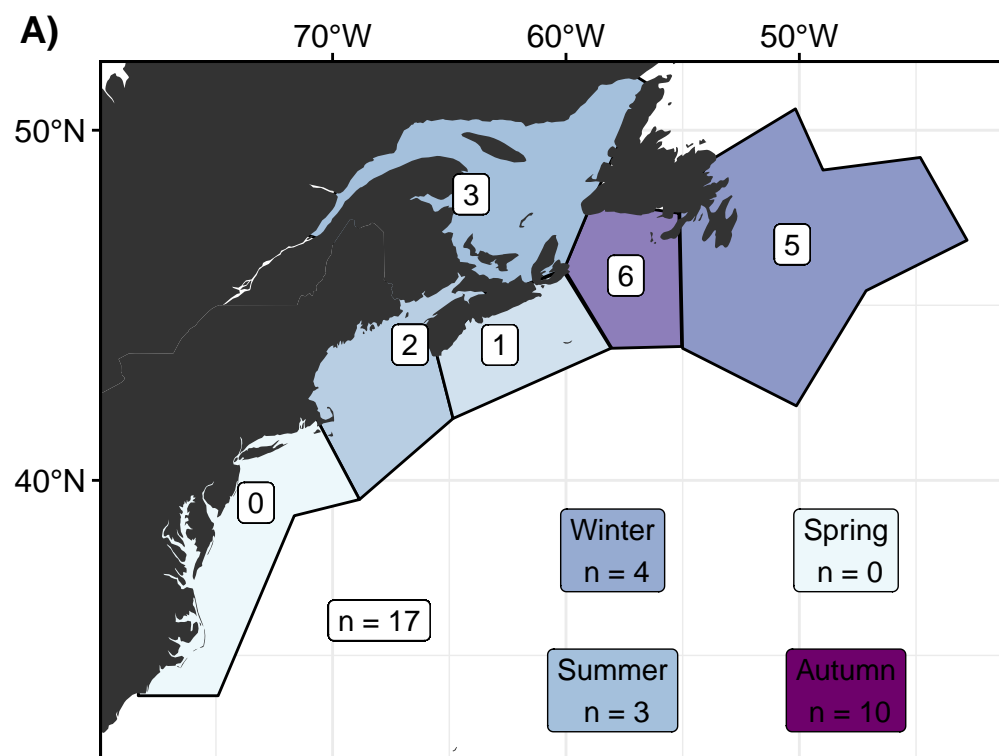 A)
70°W 60°W 50°W
50°N
3
5
6
2 1
40°N
0
Winter
n = 4
Spring
n = 0
n = 17
Summer
n = 3
Autumn
n = 10